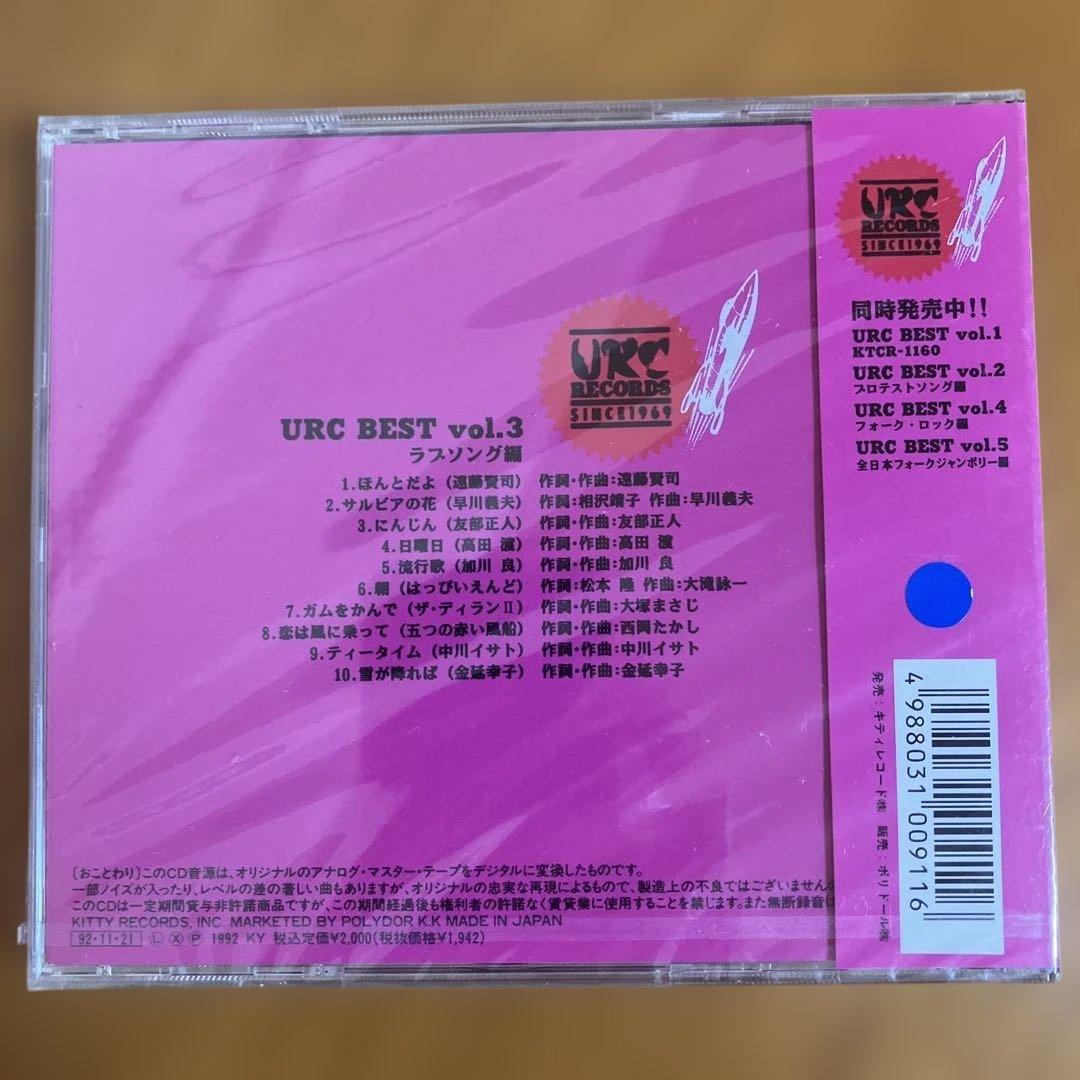 URC
RECORDS
SINCE1969
URC BEST vol.3
ラブソング編
1.ほんとだよ（遠藤賢司） 作詞・作曲：遠藤賢司
2.サルビアの花（早川義夫） 作詞：相沢靖子 作曲：早川義夫
3.にんじん（友部正人） 作詞・作曲：友部正人
4.日曜日（高田 渡） 作詞・作曲：高田 渡
5.流行歌（加川 良） 作詞・作曲：加川 良
6.朝（はっぴいえんど） 作詞：松本 隆 作曲：大滝詠一
7.ガムをかんで（ザ・ディランII） 作詞・作曲：大塚まさじ
8.恋は風に乗って（五つの赤い風船） 作詞・作曲：西岡たかし
9.ティータイム（中川イサト） 作詞・作曲：中川イサト
10.雪が降れば（金延幸子） 作詞・作曲：金延幸子
〔おことわり〕このCD音源は、オリジナルのアナログ・マスター・テープをデジタルに変換したものです。
一部ノイズが入ったり、レベルの差の著しい曲もありますが、オリジナルの忠実な再現によるもので、製造上の不良ではございませんの
このCDは一定期間貸与非許諾商品ですが、この期間経過後も権利者の許諾なく賃貸業に使用することを禁じます。また無断録音に
KITTY RECORDS, INC. MARKETED BY POLYDOR K.K MADE IN JAPAN
92・11・21 Ⓛ Ⓧ Ⓟ 1992 KY 税込定価¥2,000(税抜価格¥1,942)
URC
RECORDS
SINCE1969
同時発売中!!
URC BEST vol.1
KTCR-1160
URC BEST vol.2
プロテストソング編
URC BEST vol.4
フォーク・ロック編
URC BEST vol.5
全日本フォークジャンボリー編
4 988031 009116
発売：キティレコード㈱ 販売：ポリドール㈱